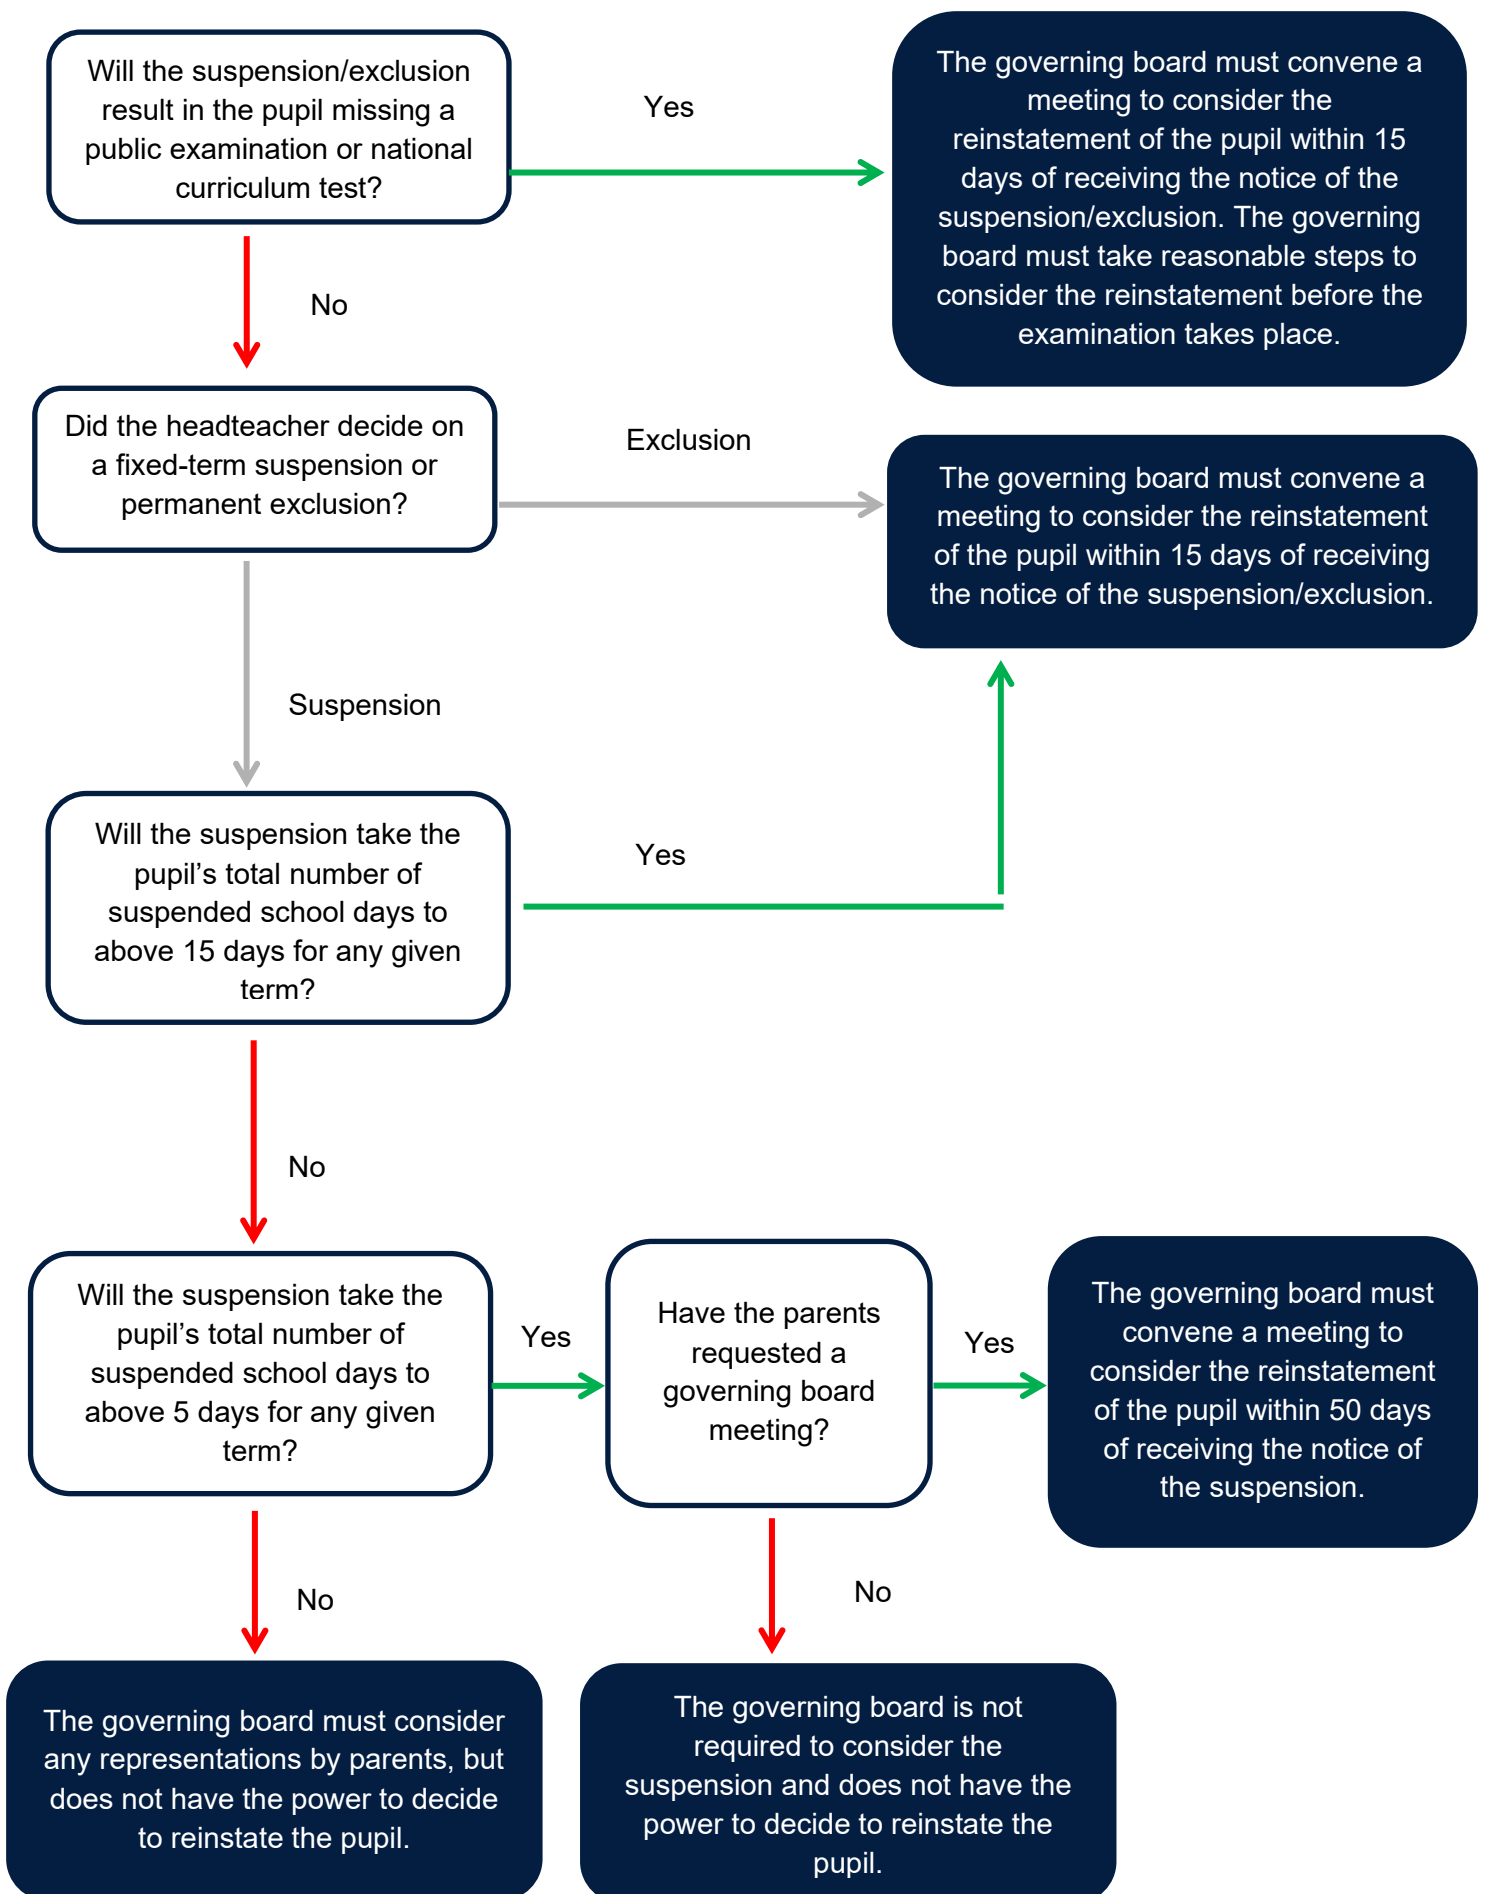 Will the suspension/exclusion
result in the pupil missing a
public examination or national
curriculum test?
Yes
The governing board must convene a
meeting to consider the
reinstatement of the pupil within 15
days of receiving the notice of the
suspension/exclusion. The governing
board must take reasonable steps to
consider the reinstatement before the
examination takes place.
No
Did the headteacher decide on
a fixed-term suspension or
permanent exclusion?
Exclusion
The governing board must convene a
meeting to consider the reinstatement
of the pupil within 15 days of receiving
the notice of the suspension/exclusion.
Suspension
Will the suspension take the
pupil’s total number of
suspended school days to
above 15 days for any given
term?
Yes
No
Will the suspension take the
pupil’s total number of
suspended school days to
above 5 days for any given
term?
Yes
Have the parents
requested a
governing board
meeting?
Yes
The governing board must
convene a meeting to
consider the reinstatement
of the pupil within 50 days
of receiving the notice of
the suspension.
No
No
The governing board must consider
any representations by parents, but
does not have the power to decide
to reinstate the pupil.
The governing board is not
required to consider the
suspension and does not have the
power to decide to reinstate the
pupil.